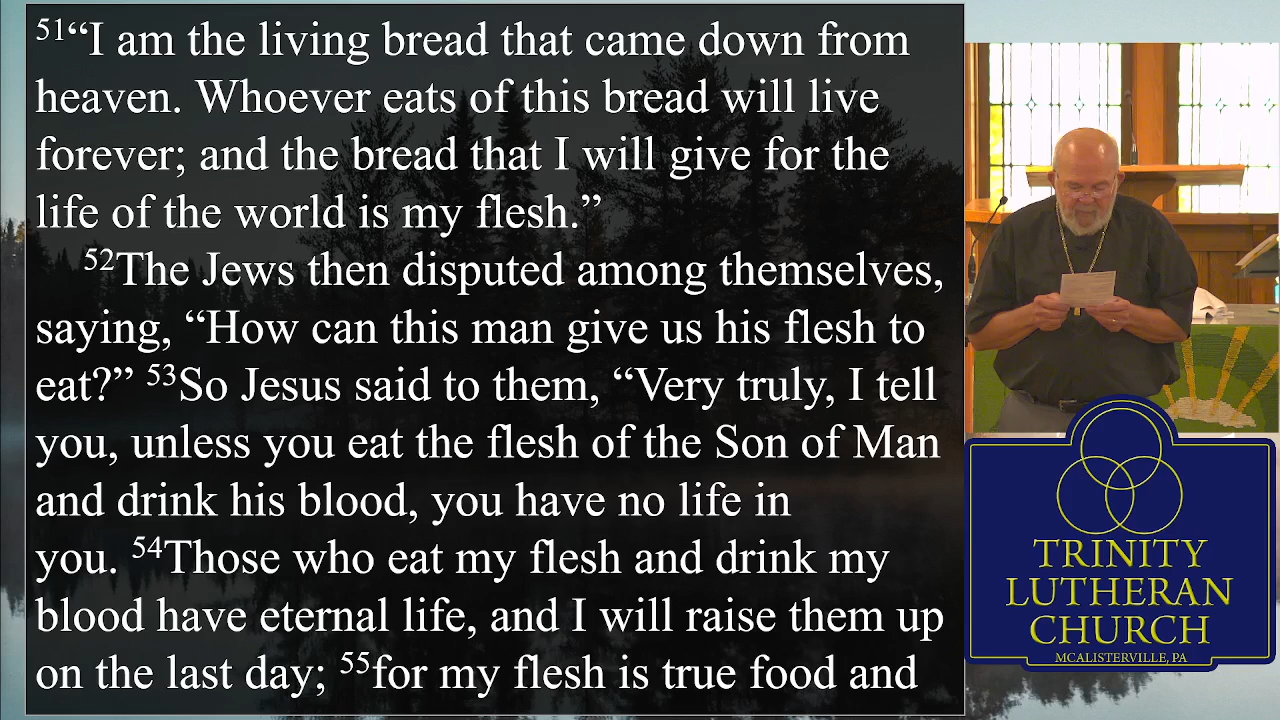 51“I am the living bread that came down from
heaven. Whoever eats of this bread will live
forever; and the bread that I will give for the
life of the world is my flesh.”
52The Jews then disputed among themselves,
saying, “How can this man give us his flesh to
eat?” 53So Jesus said to them, “Very truly, I tell
you, unless you eat the flesh of the Son of Man
and drink his blood, you have no life in
you. 54Those who eat my flesh and drink my
blood have eternal life, and I will raise them up
on the last day; 55for my flesh is true food and
TRINITY
LUTHERAN
CHURCH
MCALISTERVILLE, PA